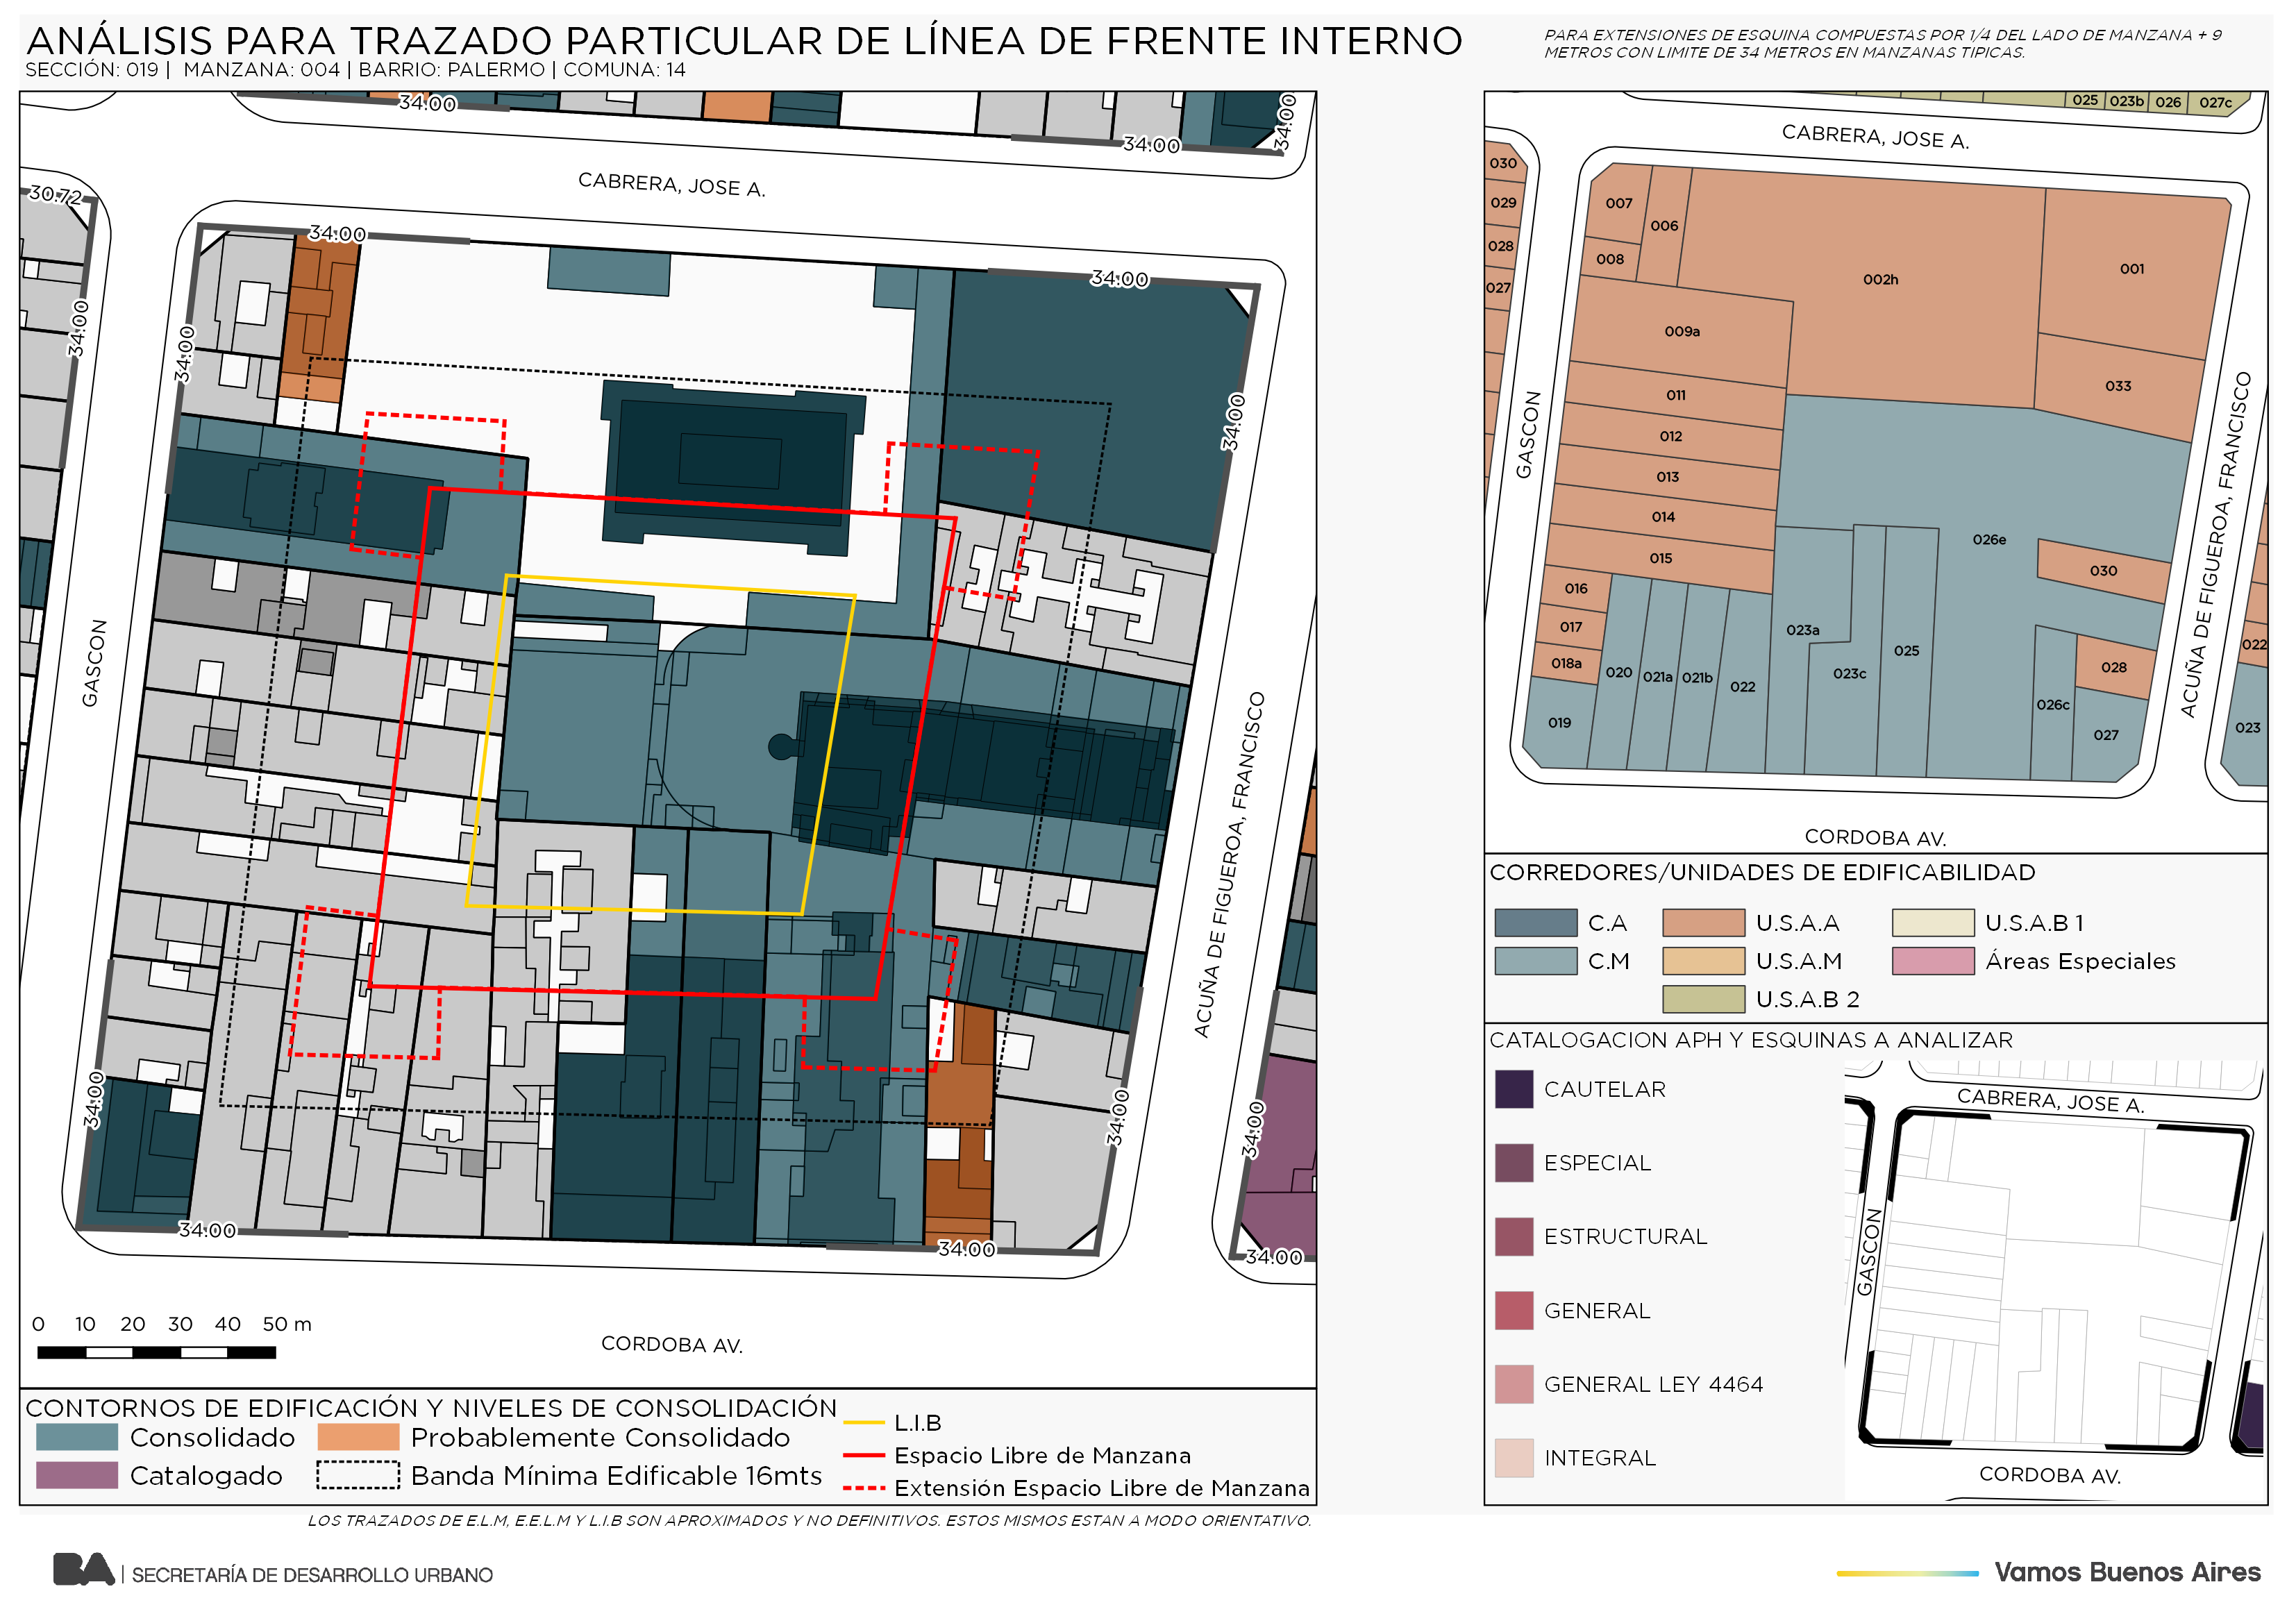 ANÁLISIS PARA TRAZADO PARTICULAR DE LÍNEA DE FRENTE INTERNO
SECCIÓN: 019 | MANZANA: 004 | BARRIO: PALERMO | COMUNA: 14
PARA EXTENSIONES DE ESQUINA COMPUESTAS POR 1/4 DEL LADO DE MANZANA + 9
METROS CON LIMITE DE 34 METROS EN MANZANAS TIPICAS.
34.00
34.00
34.00
30.72
CABRERA, JOSE A.
34.00
34.00
34.00
34.00
34.00
GASCON
ACUÑA DE FIGUEROA, FRANCISCO
34.00
34.00
34.00
34.00
34.00
34.00
0 10 20 30 40 50 m
CORDOBA AV.
CONTORNOS DE EDIFICACIÓN Y NIVELES DE CONSOLIDACIÓN
Consolidado
Probablemente Consolidado
Catalogado
Banda Mínima Edificable 16mts
L.I.B
Espacio Libre de Manzana
Extensión Espacio Libre de Manzana
LOS TRAZADOS DE E.L.M, E.E.L.M Y L.I.B SON APROXIMADOS Y NO DEFINITIVOS. ESTOS MISMOS ESTAN A MODO ORIENTATIVO.
025 023b 026 027c
CABRERA, JOSE A.
030
029
028
027
007
006
008
002h
001
009a
033
011
012
013
014
015
026e
030
016
017
018a
019
020
021a
021b
022
023a
023c
025
026c
028
027
022
023
GASCON
ACUÑA DE FIGUEROA, FRANCISCO
CORDOBA AV.
CORREDORES/UNIDADES DE EDIFICABILIDAD
C.A
U.S.A.A
U.S.A.B 1
C.M
U.S.A.M
Áreas Especiales
U.S.A.B 2
CATALOGACION APH Y ESQUINAS A ANALIZAR
CAUTELAR
ESPECIAL
ESTRUCTURAL
GENERAL
GENERAL LEY 4464
INTEGRAL
CABRERA, JOSE A.
GASCON
CORDOBA AV.
BA | SECRETARÍA DE DESARROLLO URBANO
Vamos Buenos Aires